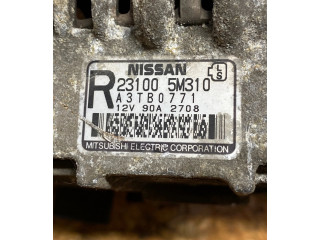 NISSAN
L
S
R 23100 5M310
A3TB0771
12V 90A 2708
MITSUBISHI ELECTRIC CORPORATION